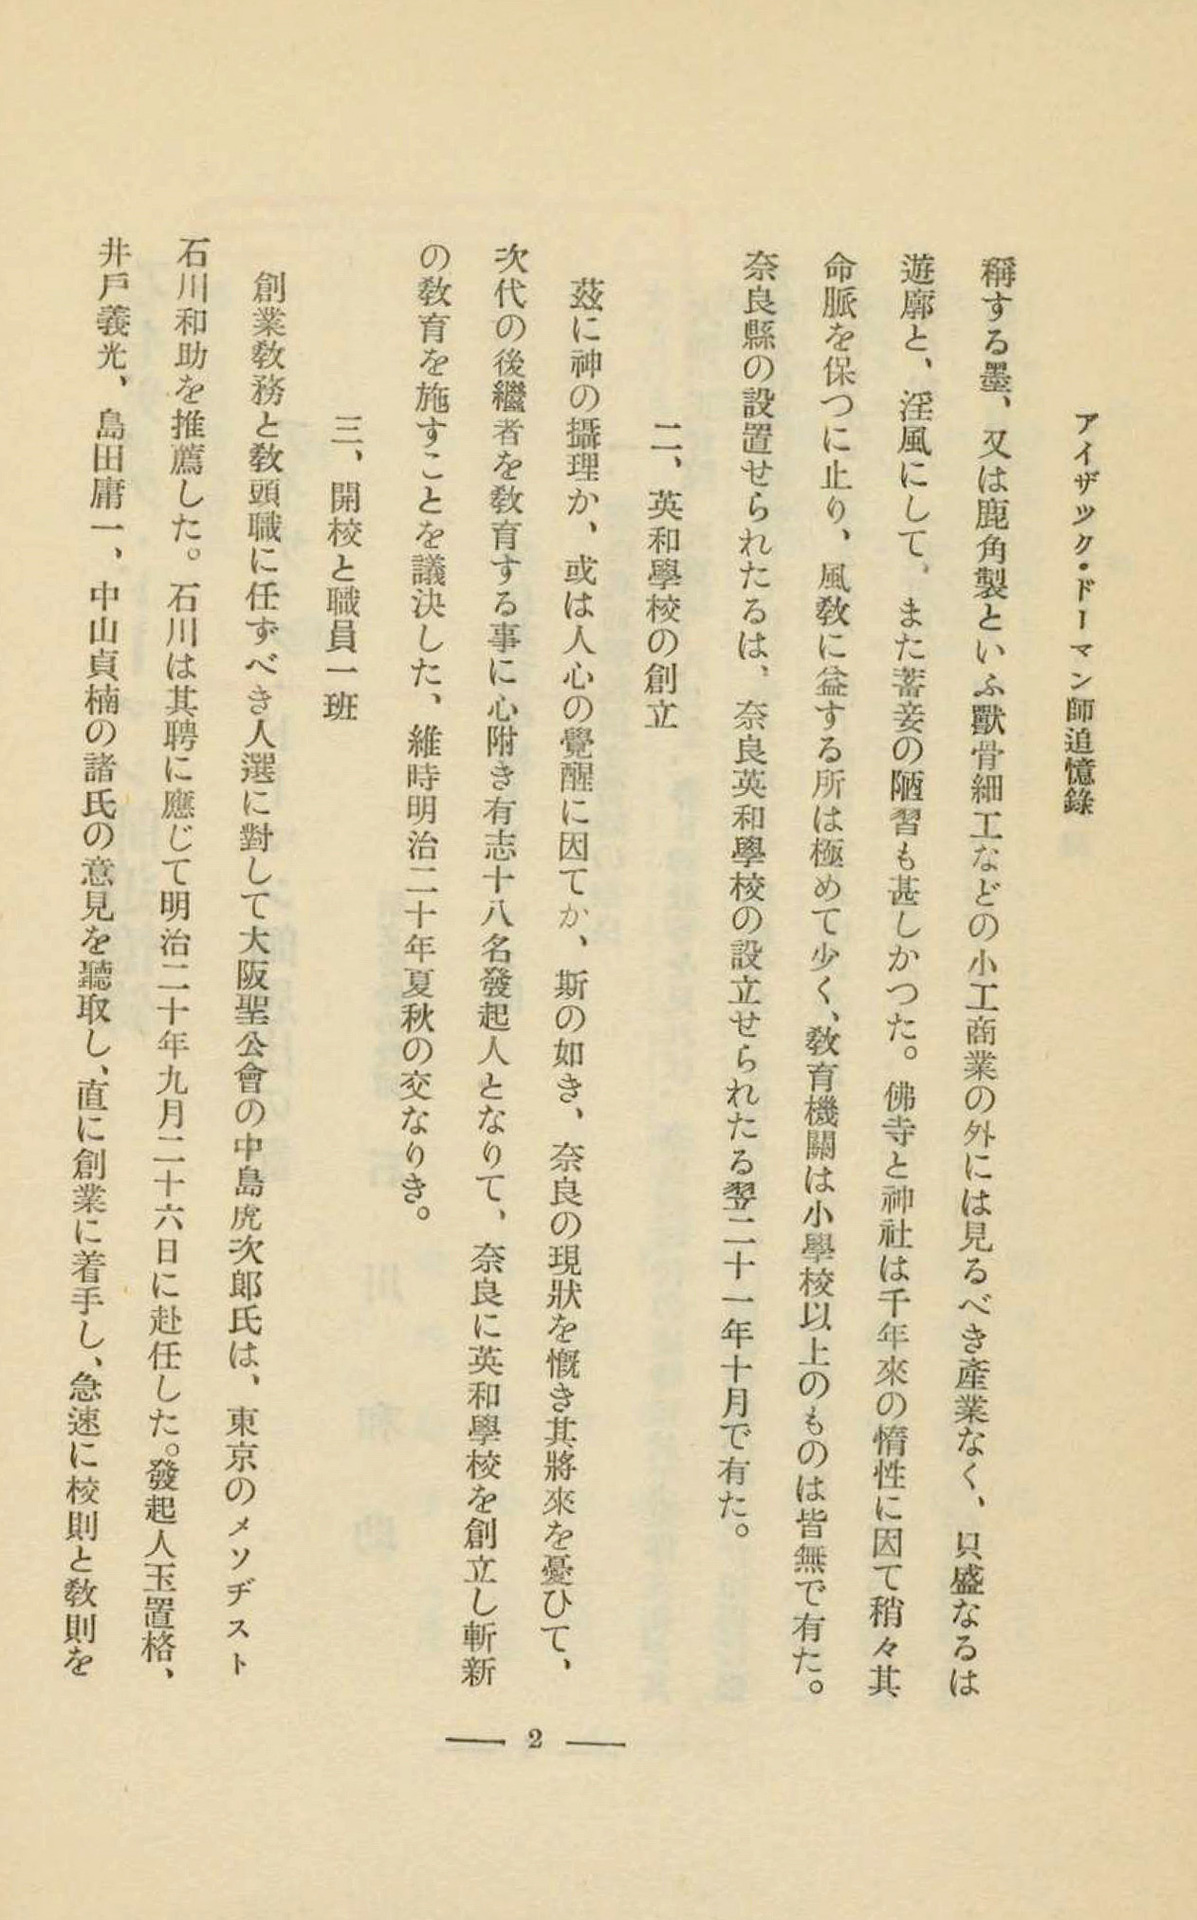 アイザック・ドーマン師追憶錄
稱する墨、又は鹿角製といふ獸骨細工などの小工商業の外には見るべき產業なく、只盛なるは
遊廓と、淫風にして、また蓄妾の陋習も甚しかつた。佛寺と神社は千年來の惰性に因て稍々其
命脈を保つに止り、風敎に益する所は極めて少く、敎育機關は小學校以上のものは皆無で有た。
奈良縣の設置せられたるは、奈良英和學校の設立せられたる翌二十一年十月で有た。
二、英和學校の創立
茲に神の攝理か、或は人心の覺醒に因てか、斯の如き、奈良の現狀を慨き其將來を憂ひて、
次代の後繼者を敎育する事に心附き有志十八名發起人となりて、奈良に英和學校を創立し斬新
の敎育を施すことを議決した、維時明治二十年夏秋の交なりき。
三、開校と職員一班
創業敎務と敎頭職に任ずべき人選に對して大阪聖公會の中島虎次郞氏は、東京のメソヂスト
石川和助を推薦した。石川は其聘に應じて明治二十年九月二十六日に赴任した。發起人玉置格、
井戶義光、島田庸一、中山貞楠の諸氏の意見を聽取し、直に創業に着手し、急速に校則と敎則を
2